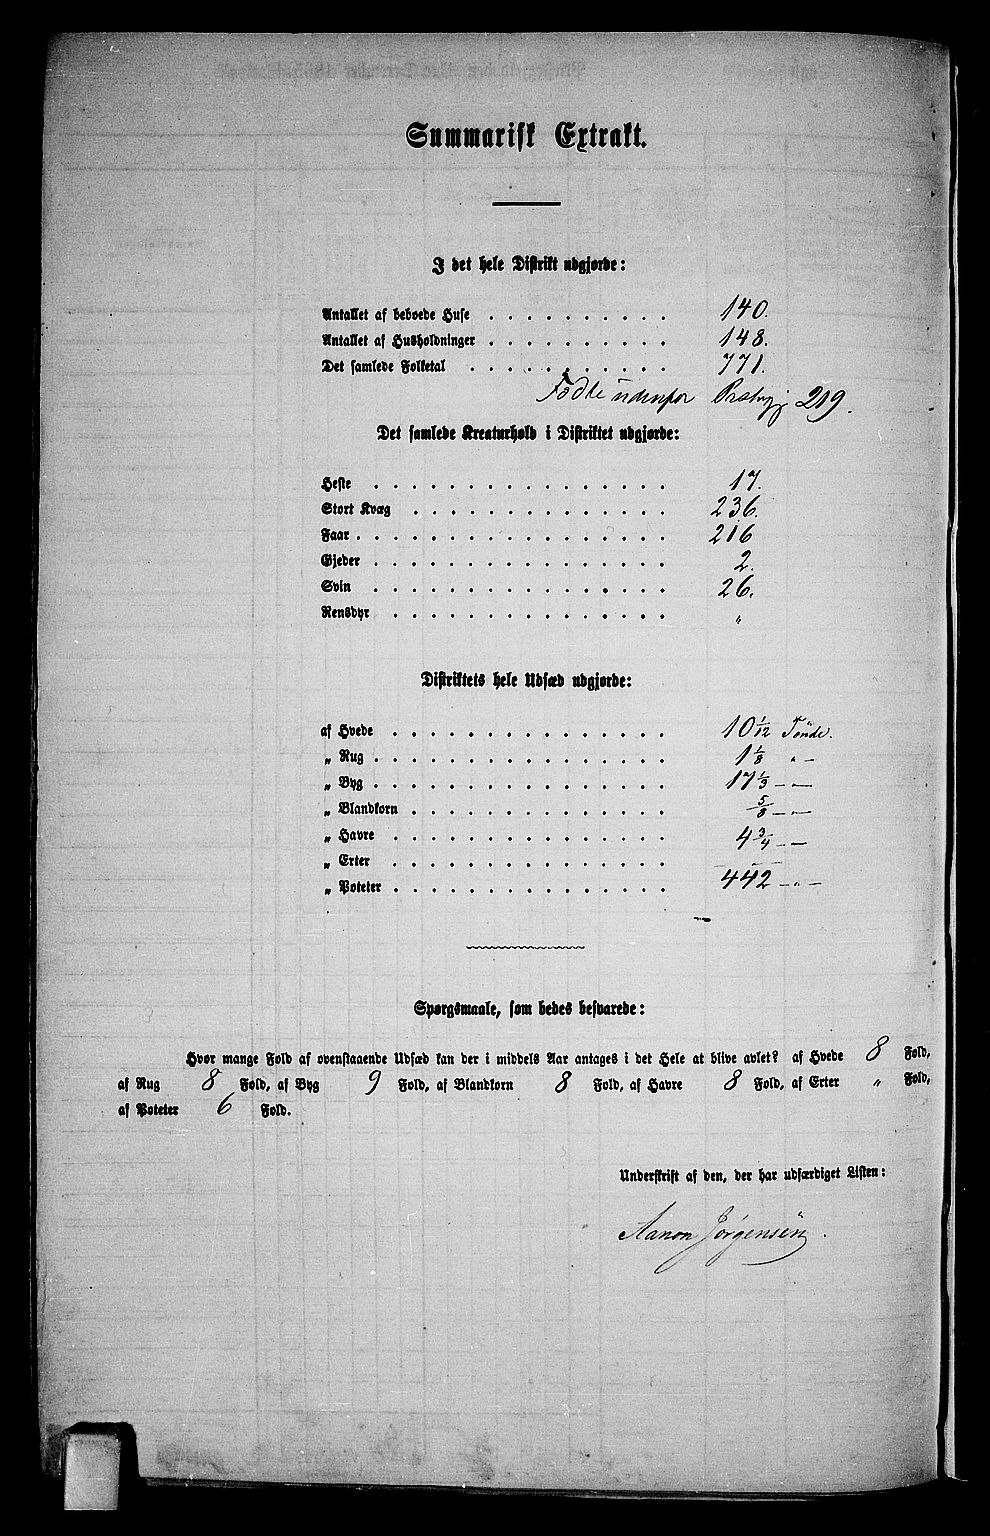 Summarisk Extrakt.
I det hele Distrikt udgjorde:
Antallet af beboede Huse . . . . . . . . . . 140.
Antallet af Husholdninger . . . . . . . . . 148.
Det samlede Folketal . . . . . . . . . . 771.
Födte udenfor Præstegj 219.
Det samlede Kreaturhold i Distriktet udgjorde:
Heste . . . . . . . . . . . . . . . 17.
Stort Kvæg . . . . . . . . . . . . . 236.
Faar . . . . . . . . . . . . . . . . 216
Gjeder . . . . . . . . . . . . . . . 2.
Svin . . . . . . . . . . . . . . . 26.
Rensdyr . . . . . . . . . . . . . . „
Distriktets hele Udsæd udgjorde:
af Hvede . . . . . . . . . . . . . . 10 1/12 Tönde.
„ Rug . . . . . . . . . . . . . . . 1 1/8 „ —
„ Byg . . . . . . . . . . . . . . . 17 1/3 — „ —
„ Blandkorn . . . . . . . . . . . . . 5/8 — „ —
„ Havre . . . . . . . . . . . . . . 4 3/4 — „ —
„ Erter . . . . . . . . . . . . . . —
„ Poteter . . . . . . . . . . . . . . 442 — „ —
Spørgsmaale, som bedes besvarede:
Hvor mange Fold af ovenstaaende Udsæd kan der i middels Aar antages i det Hele at blive avlet? af Hvede 8 Fold,
af Rug 8 Fold, af Byg 9 Fold, af Blandkorn 8 Fold, af Havre 8 Fold, af Erter „ Fold,
af Poteter 6 Fold.
Underskrift af den, der har udfærdiget Listen:
Aanon Jörgensen.